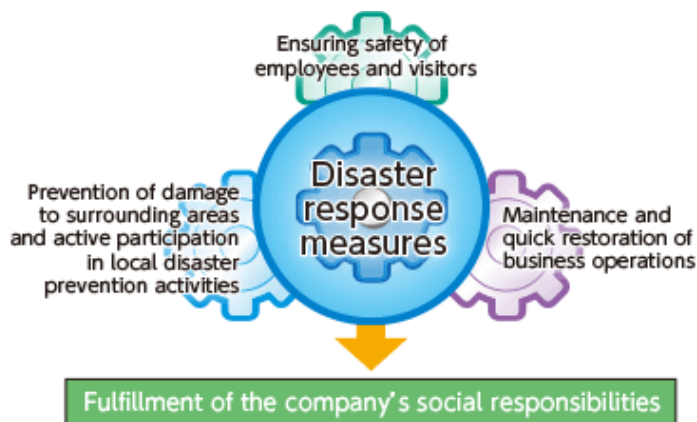 Ensuring safety of
employees and visitors
Disaster
response
measures
Prevention of damage
to surrounding areas
and active participation
in local disaster
prevention activities
Maintenance and
quick restoration of
business operations
Fulfillment of the company's social responsibilities